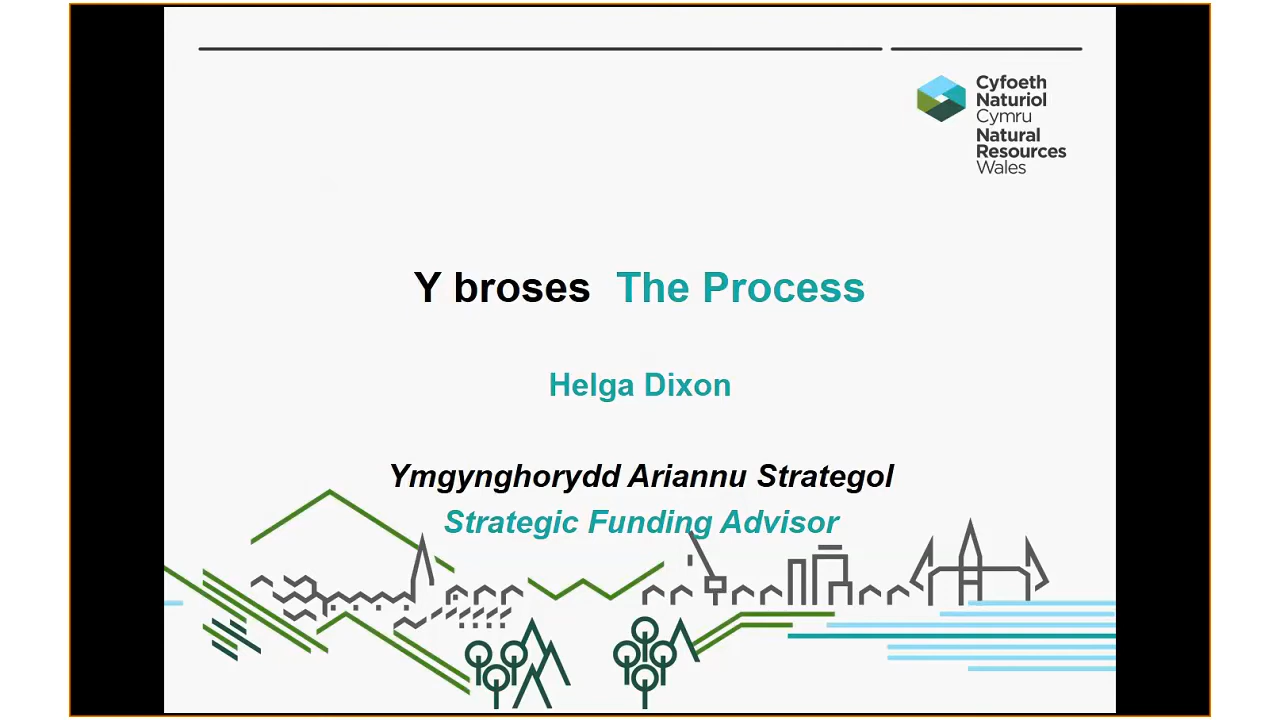 Cyfoeth
Naturiol
Cymru
Natural
Resources
Wales
Y broses The Process
Helga Dixon
Ymgynghorydd Ariannu Strategol
Strategic Funding Advisor